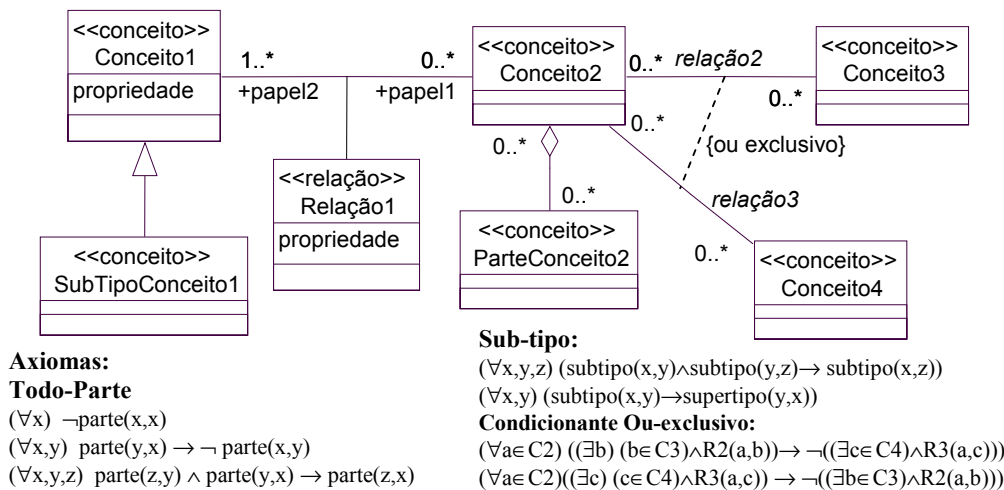 <<conceito>>
Conceito1
propriedade
1..*
+papel2
0..*
+papel1
<<conceito>>
Conceito2
0..*
relação2
0..*
<<conceito>>
Conceito3
<<relação>>
Relação1
propriedade
0..*
0..*
{ou exclusivo}
0..*
relação3
0..*
<<conceito>>
SubTipoConceito1
<<conceito>>
ParteConceito2
<<conceito>>
Conceito4
Axiomas:
Todo-Parte
(∀x) ¬parte(x,x)
(∀x,y) parte(y,x) → ¬ parte(x,y)
(∀x,y,z) parte(z,y) ∧ parte(y,x) → parte(z,x)
Sub-tipo:
(∀x,y,z) (subtipo(x,y)∧subtipo(y,z)→ subtipo(x,z))
(∀x,y) (subtipo(x,y)→supertipo(y,x))
Condicionante Ou-exclusivo:
(∀a∈C2) ((∃b) (b∈C3)∧R2(a,b))→ ¬((∃c∈C4)∧R3(a,c)))
(∀a∈C2)((∃c) (c∈C4)∧R3(a,c)) → ¬((∃b∈C3)∧R2(a,b)))